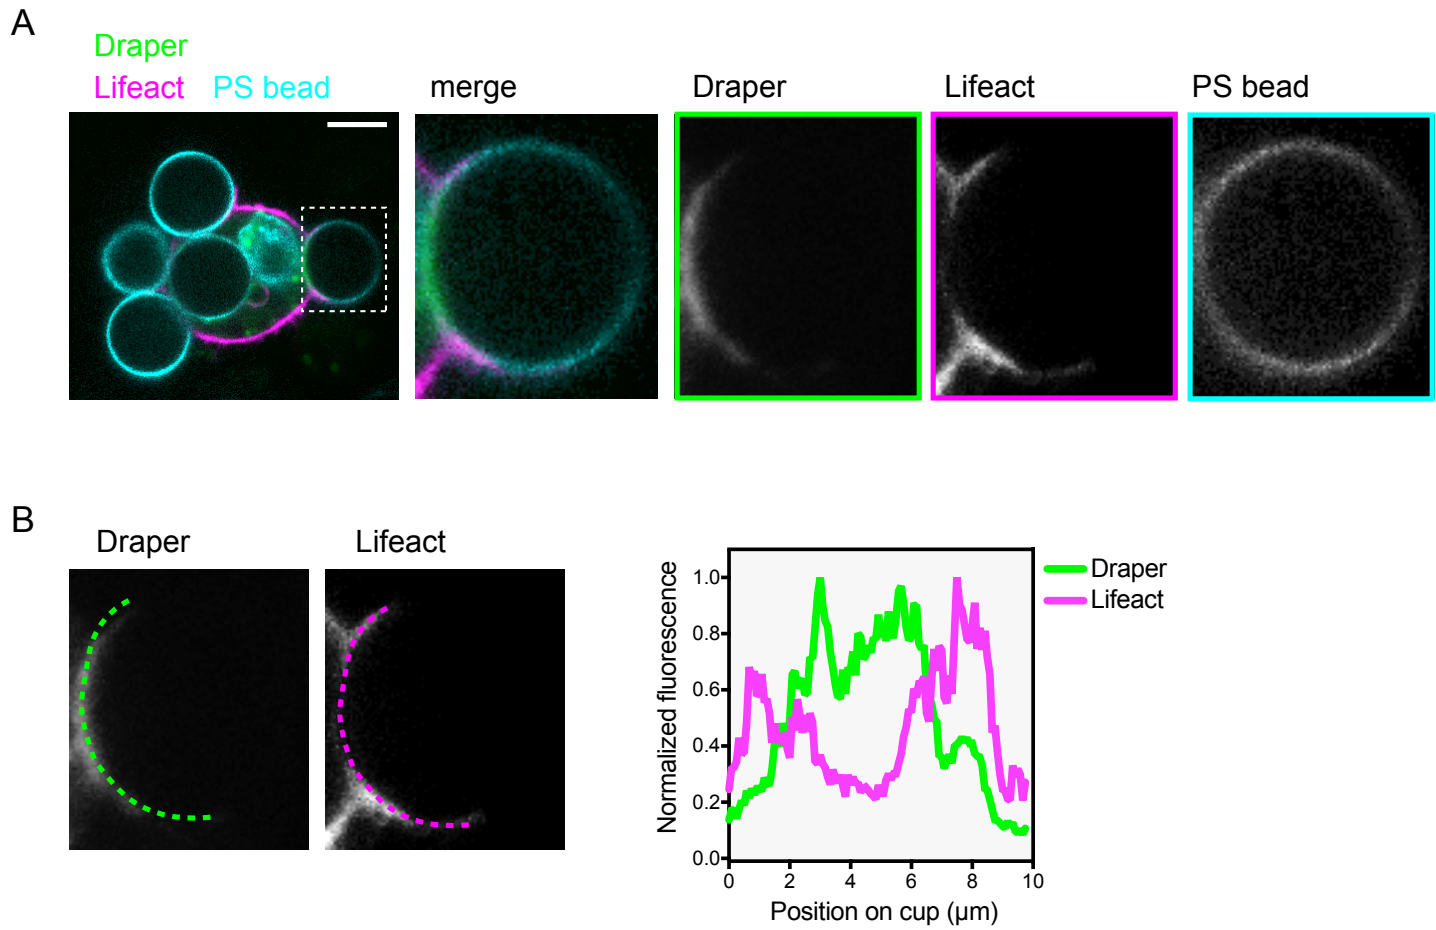 A
Draper
Lifeact PS bead
merge
Draper
Lifeact
PS bead
B
Draper
Lifeact
Normalized fluorescence
1.0
0.8
0.6
0.4
0.2
0.0
0 2 4 6 8 10
Position on cup (μm)
Draper
Lifeact